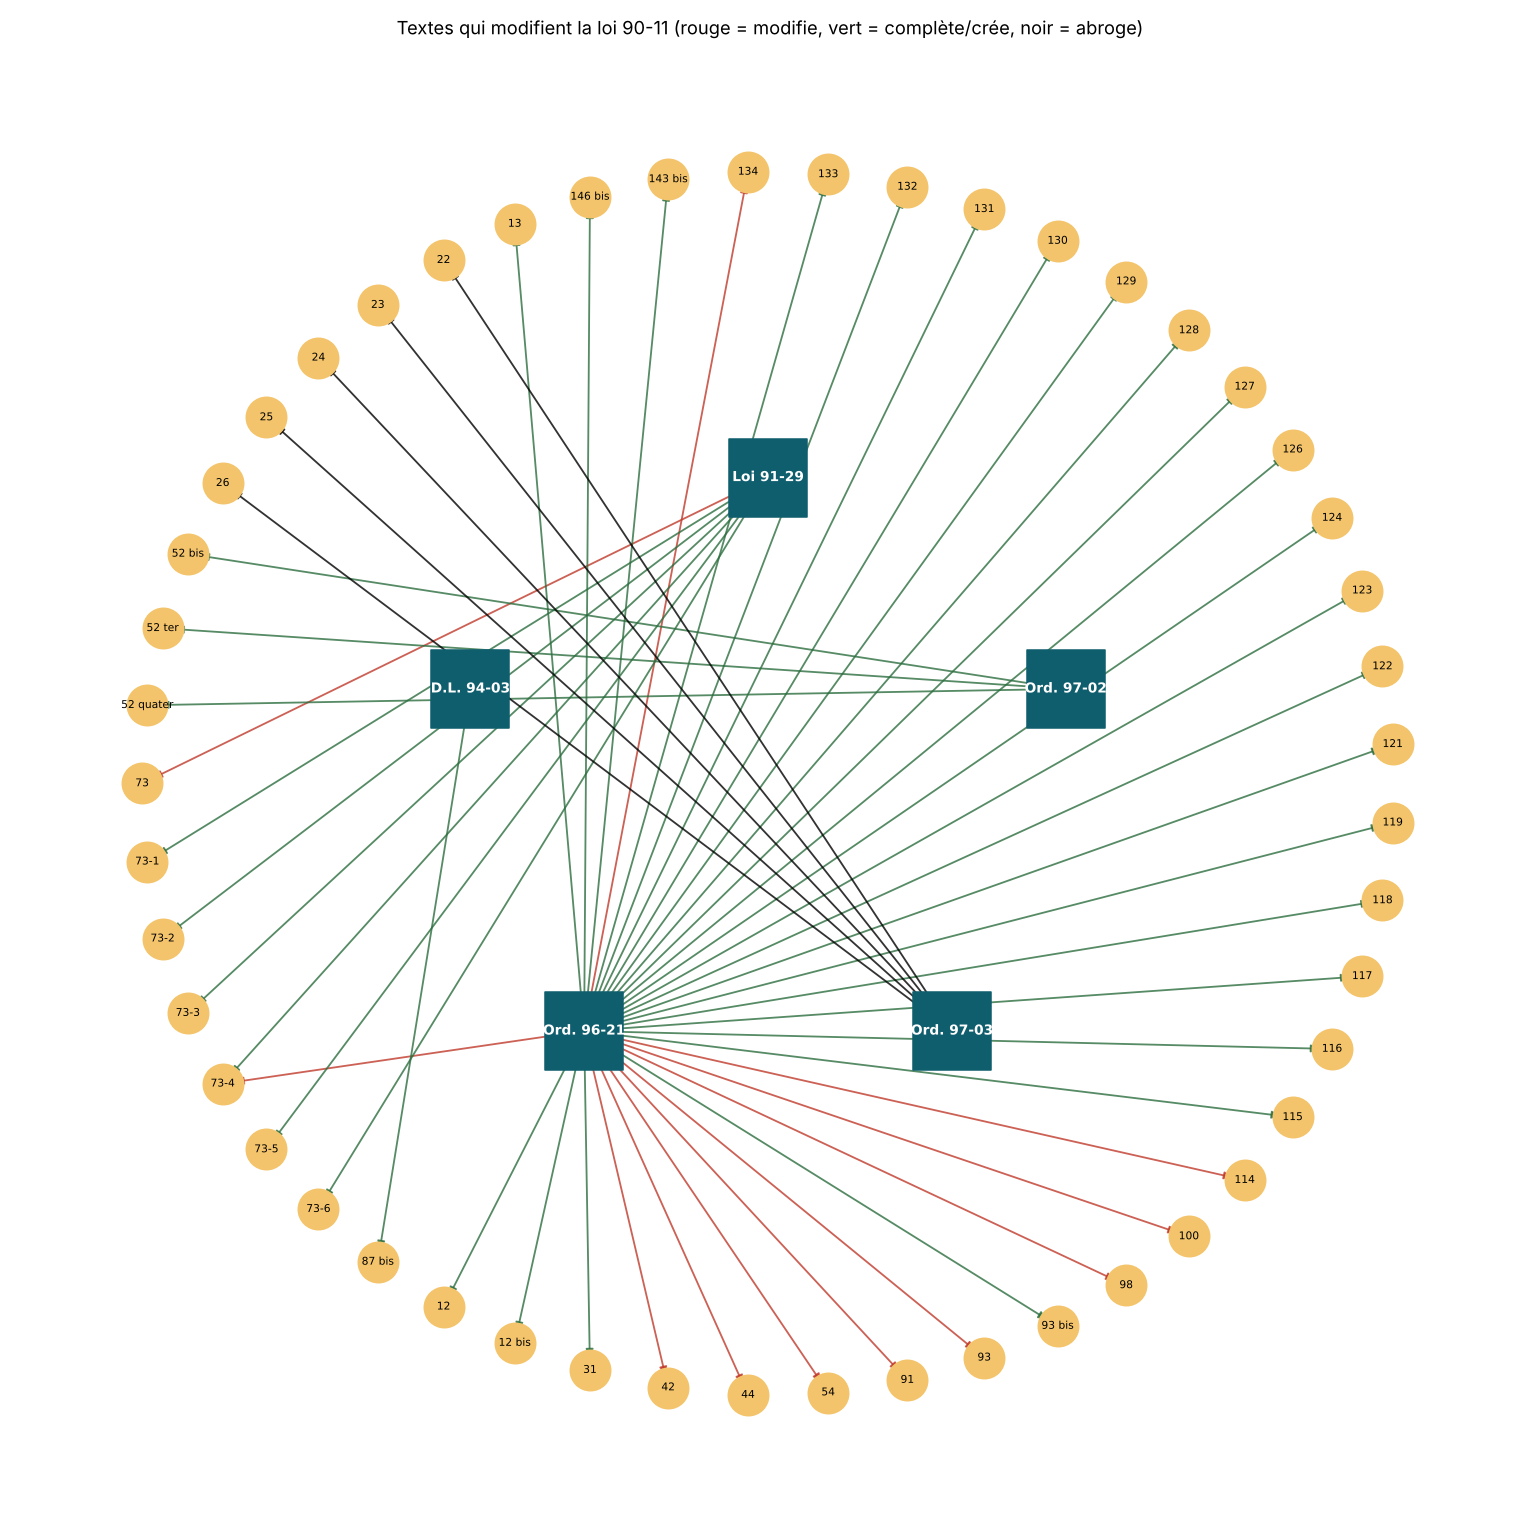 Textes qui modifient la loi 90-11 (rouge = modifie, vert = complète/crée, noir = abroge)
134
133
132
131
130
129
128
127
126
124
123
122
121
119
118
117
116
115
114
100
98
93 bis
93
91
54
44
42
31
12 bis
12
87 bis
73-6
73-5
73-4
73-3
73-2
73-1
73
52 quater
52 ter
52 bis
26
25
24
23
22
13
146 bis
143 bis
Loi 91-29
D.L. 94-03
Ord. 97-02
Ord. 96-21
Ord. 97-03